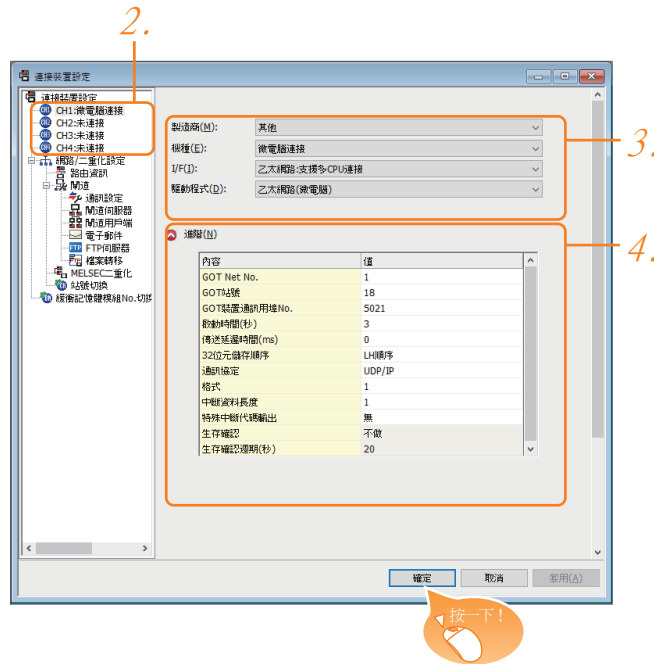 2.
連接裝置設定
連接裝置設定
CH1:微電腦連接
CH2:未連接
CH3:未連接
CH4:未連接
網路/二重化設定
路由資訊
閘道
通訊設定
閘道伺服器
閘道用戶端
電子郵件
FTP伺服器
檔案轉移
MELSEC二重化
站號切換
緩衝記憶體模組No.切換
製造商(M): 其他
機種(E): 微電腦連接
I/F(I): 乙太網路:支援多CPU連接
驅動程式(D): 乙太網路(微電腦)
3.
進階(N)
4.
內容 值
GOT Net No. 1
GOT站號 18
GOT裝置通訊用埠No. 5021
啟動時間(秒) 3
傳送延遲時間(ms) 0
32位元儲存順序 LH順序
通訊協定 UDP/IP
格式 1
中斷資料長度 1
特殊中斷代碼輸出 無
生存確認 不做
生存確認週期(秒) 20
確定 取消 套用(A)
按一下!